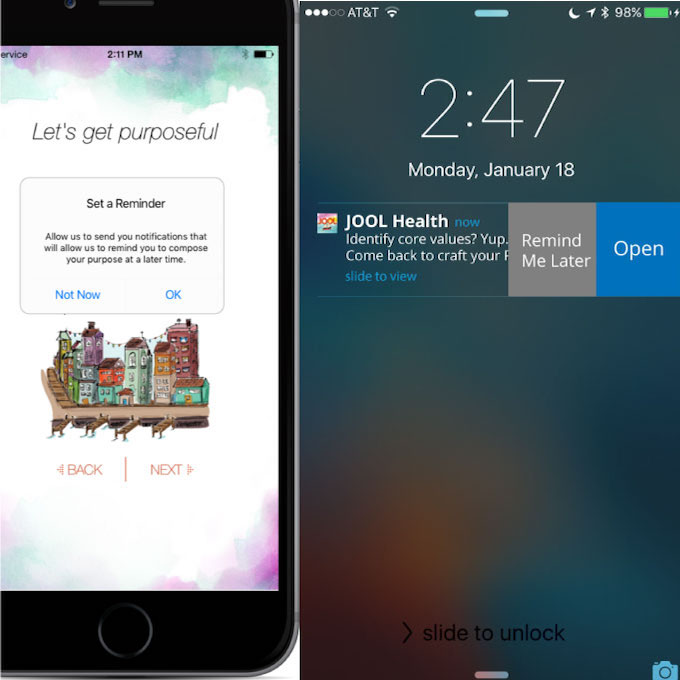 ervice
2:11 PM
Let's get purposeful
Set a Reminder
Allow us to send you notifications that
will allow us to remind you to compose
your purpose at a later time.
Not Now
OK
BACK
NEXT
AT&T
98%
2:47
Monday, January 18
JOOL
JOOL Health now
Identify core values? Yup.
Come back to craft your
slide to view
Remind
Me Later
Open
slide to unlock